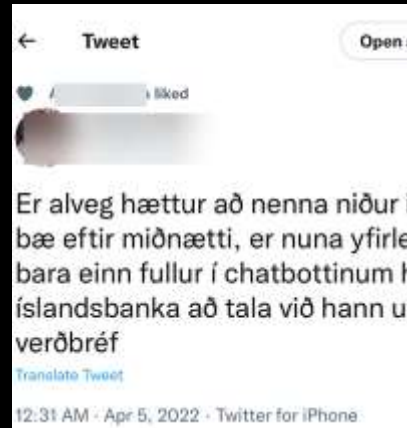 Tweet
Open
liked
Er alveg hættur að nenna niður
bæ eftir miðnætti, er nuna
bara einn fullur í chatbottinum
íslandsbanka að tala við hann
verðbréf
Translate Tweet
12:31 AM · Apr 5, 2022 · Twitter for iPhone